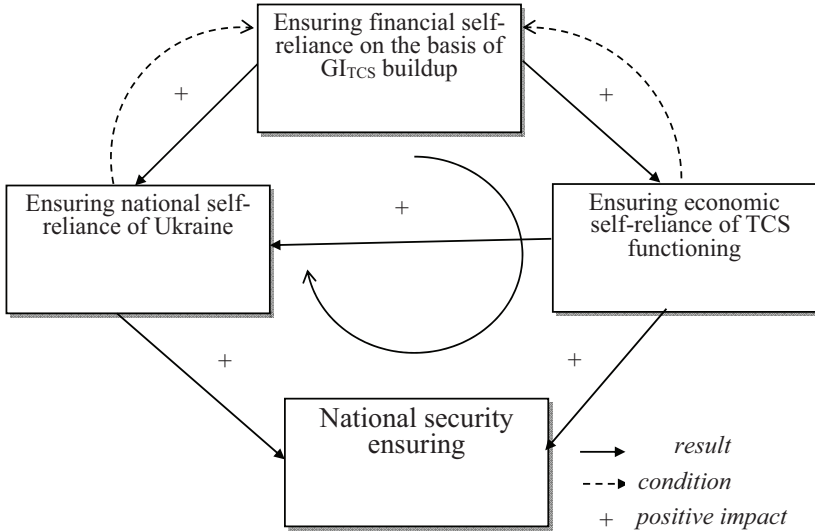 Ensuring financial self-
reliance on the basis of
GITCS buildup
+
+
Ensuring national self-
reliance of Ukraine
+
Ensuring economic
self-reliance of TCS
functioning
+
+
National security
ensuring
result
condition
+ positive impact